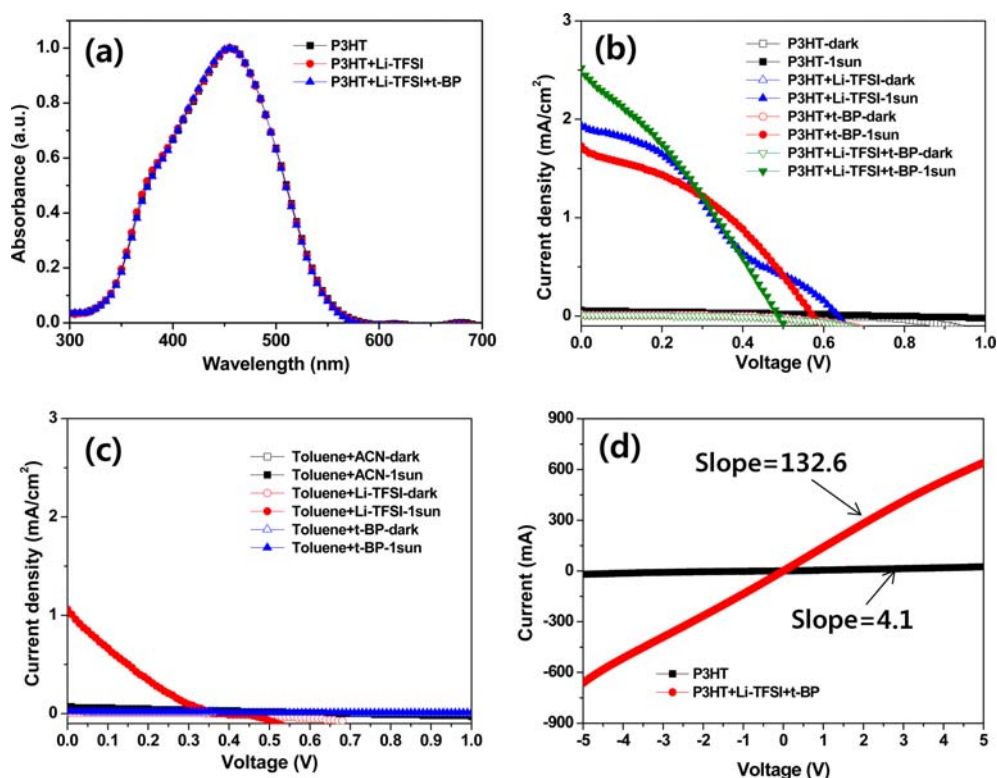 (a)
P3HT
P3HT+Li-TFSI
P3HT+Li-TFSI+t-BP
Absorbance (a.u.)
1.0
0.8
0.6
0.4
0.2
0.0
300 400 500 600 700
Wavelength (nm)
(b)
P3HT-dark
P3HT-1sun
P3HT+Li-TFSI-dark
P3HT+Li-TFSI-1sun
P3HT+t-BP-dark
P3HT+t-BP-1sun
P3HT+Li-TFSI+t-BP-dark
P3HT+Li-TFSI+t-BP-1sun
Current density (mA/cm²)
3
2
1
0
0.0 0.2 0.4 0.6 0.8 1.0
Voltage (V)
(c)
Toluene+ACN-dark
Toluene+ACN-1sun
Toluene+Li-TFSI-dark
Toluene+Li-TFSI-1sun
Toluene+t-BP-dark
Toluene+t-BP-1sun
Current density (mA/cm²)
3
2
1
0
0.0 0.1 0.2 0.3 0.4 0.5 0.6 0.7 0.8 0.9 1.0
Voltage (V)
(d)
Slope=132.6
Slope=4.1
P3HT
P3HT+Li-TFSI+t-BP
Current (mA)
900
600
300
0
-300
-600
-900
-5 -4 -3 -2 -1 0 1 2 3 4 5
Voltage (V)